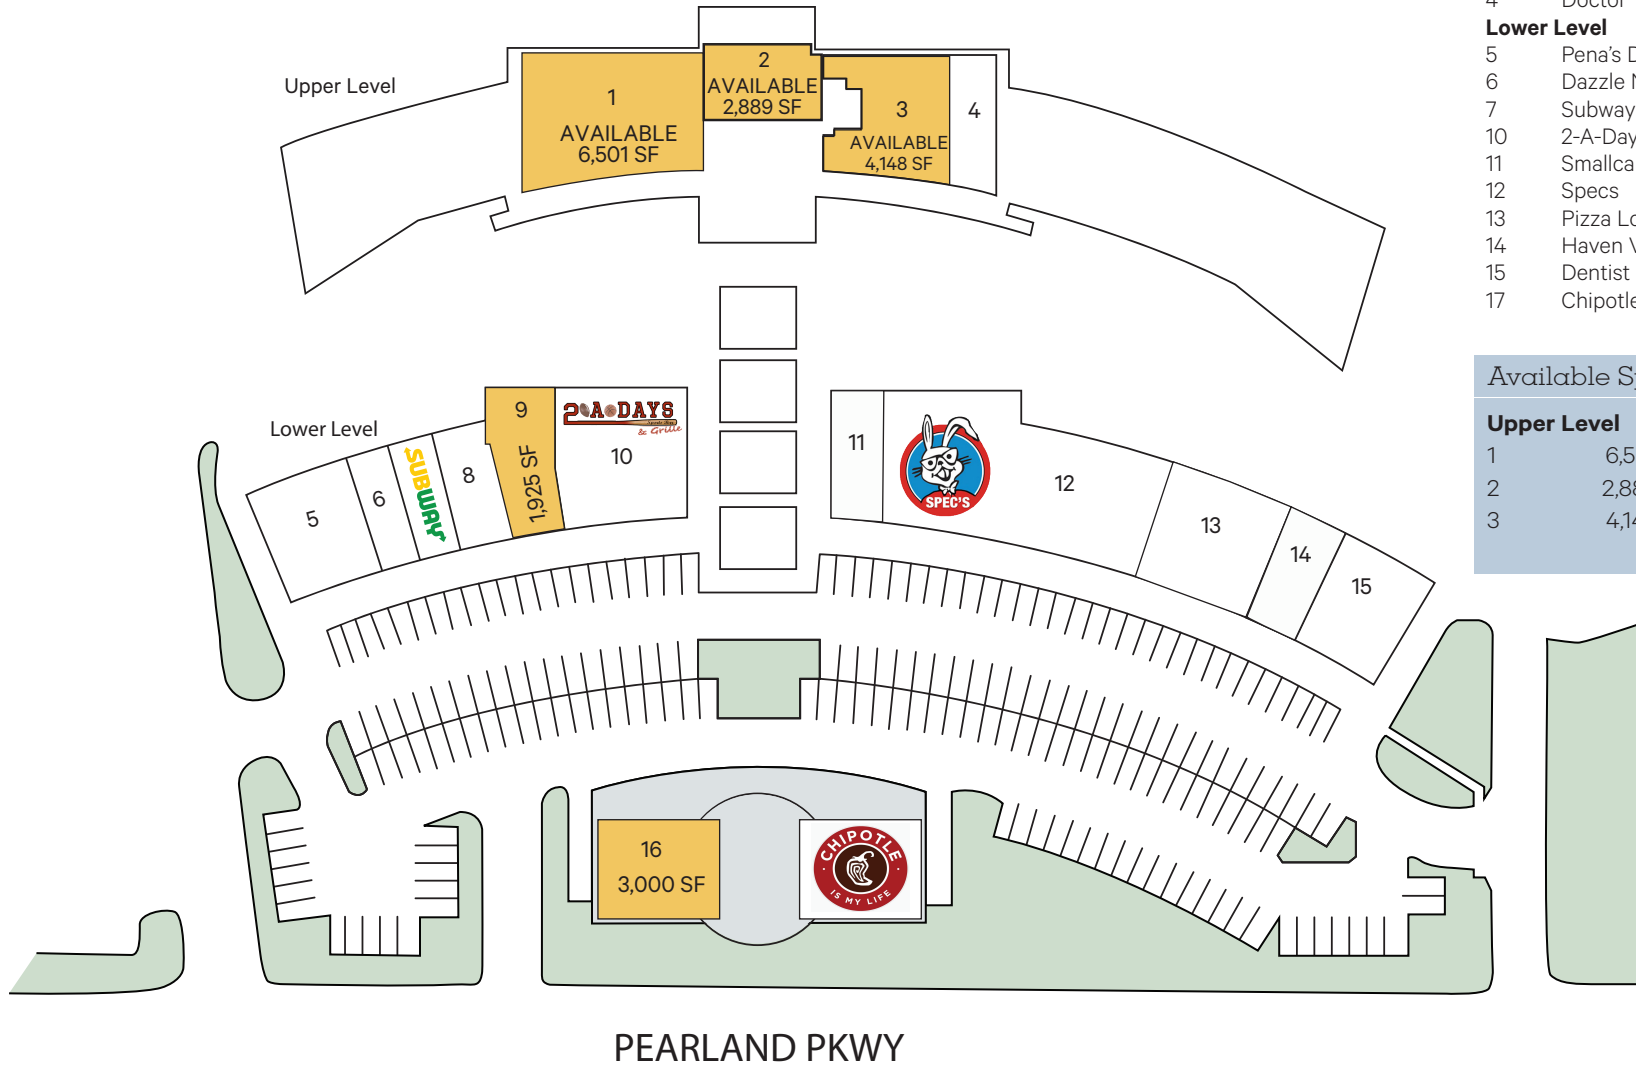 Upper Level
1
AVAILABLE
6,501 SF
2
AVAILABLE
2,889 SF
3
AVAILABLE
4,148 SF
4
Lower Level
5
6
SUBWAY
8
9
1,925 SF
2 A DAYS
& Grille
10
11
SPEC'S
12
13
14
15
16
3,000 SF
CHIPOTLE
IS MY LIFE
PEARLAND PKWY
4 Doctor
Lower Level
5 Pena's
6 Dazzle
7 Subway
10 2-A-Day
11 Smallca
12 Specs
13 Pizza
14 Haven
15 Dentist
17 Chipotle
Available
Upper Level
1 6,5
2 2,88
3 4,14